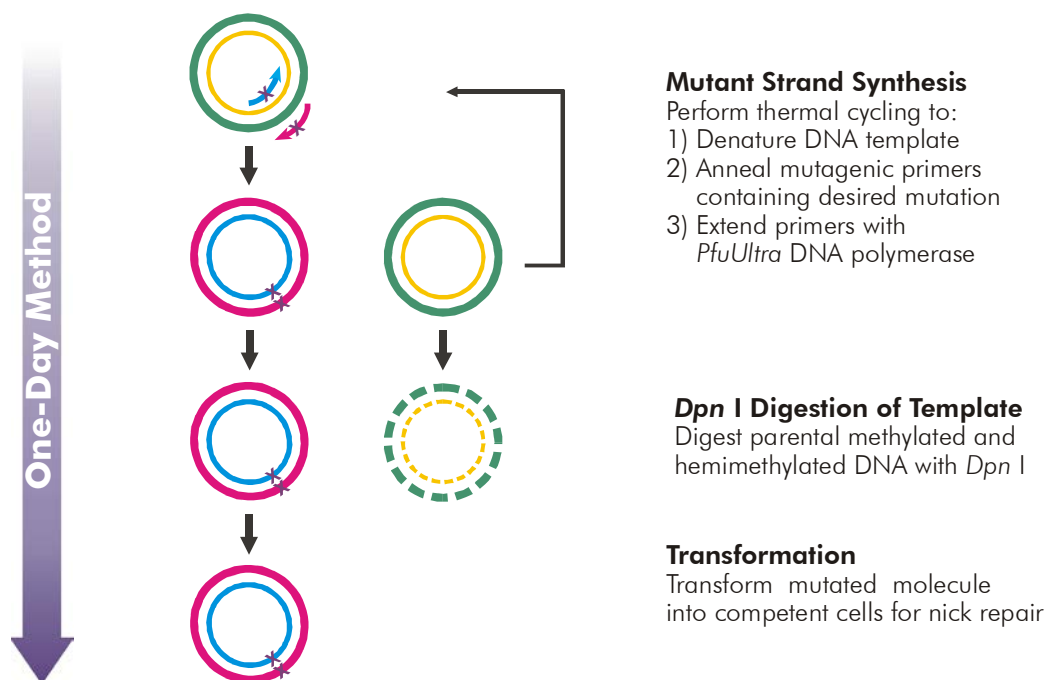 One-Day Method
Mutant Strand Synthesis
Perform thermal cycling to:
1) Denature DNA template
2) Anneal mutagenic primers
containing desired mutation
3) Extend primers with
PfuUltra DNA polymerase
Dpn I Digestion of Template
Digest parental methylated and
hemimethylated DNA with Dpn I
Transformation
Transform mutated molecule
into competent cells for nick repair